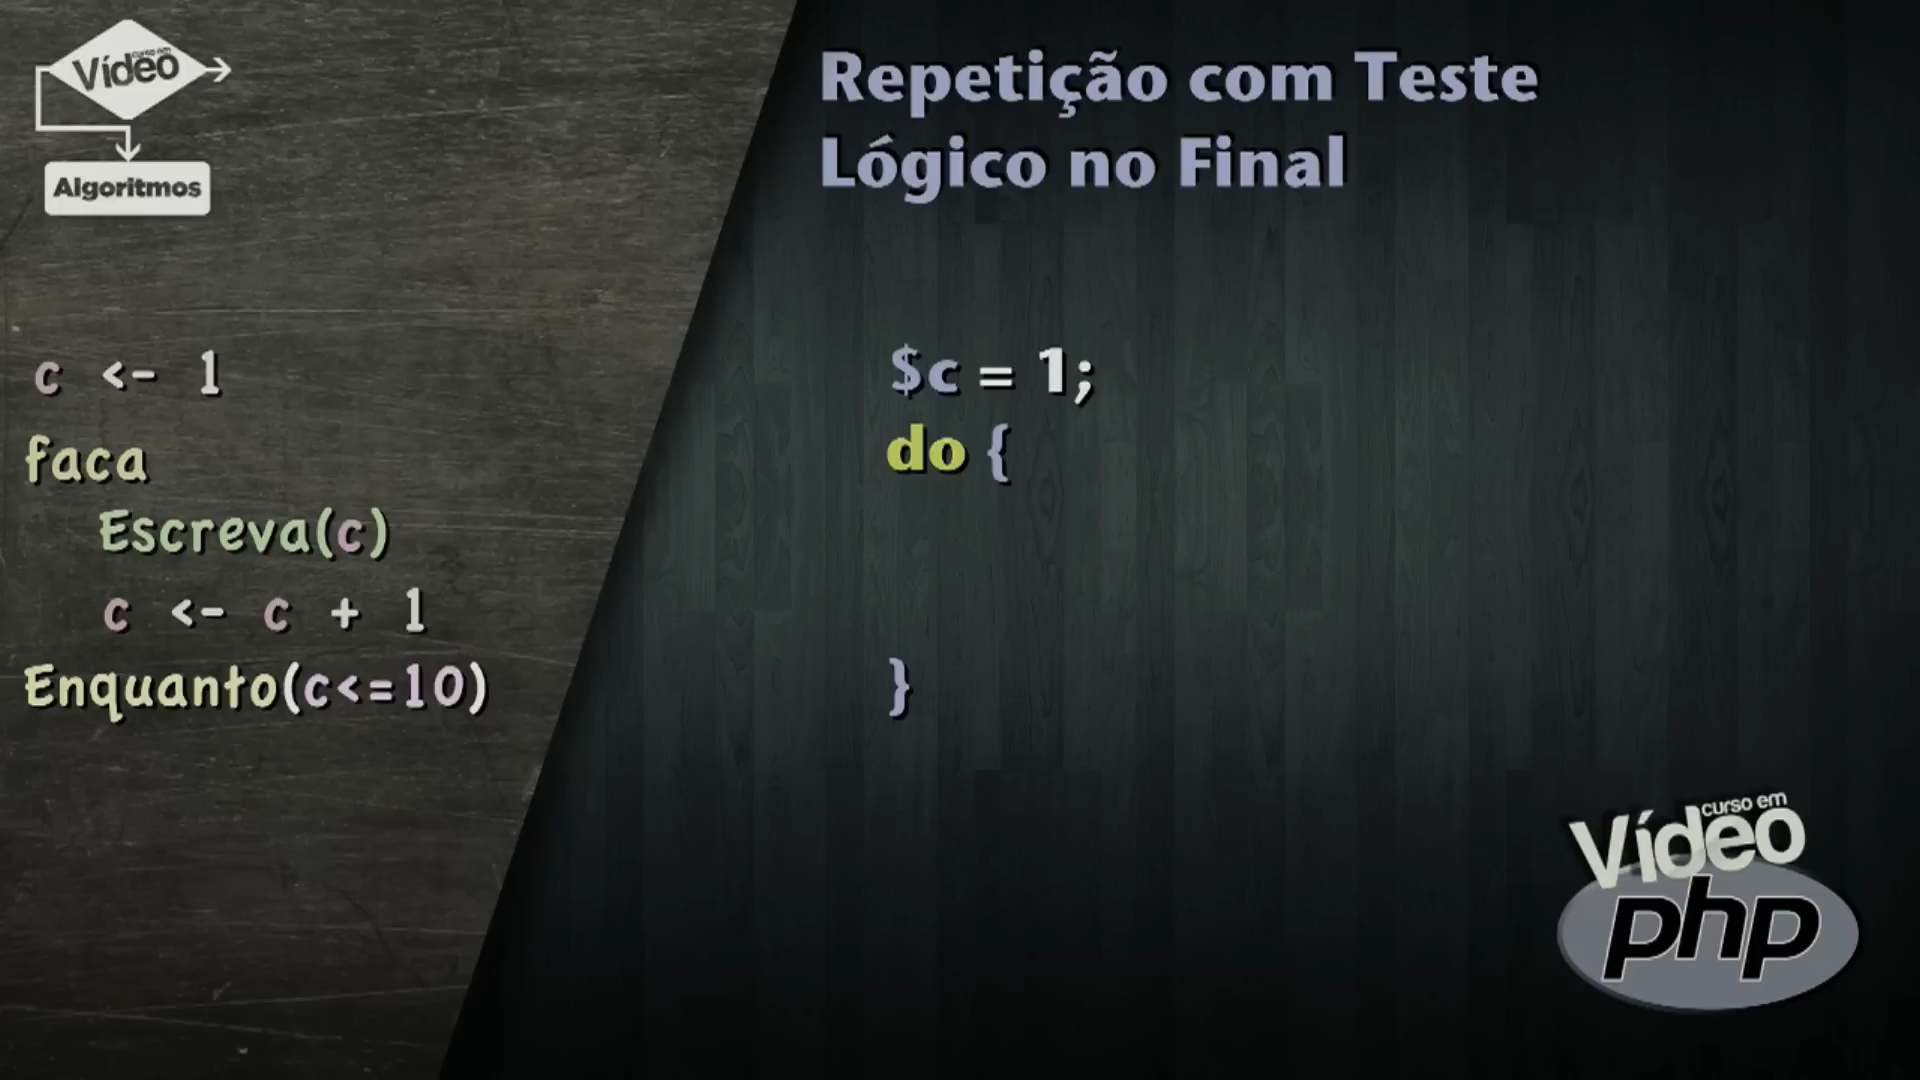 curso em
Vídeo
Algoritmos
c <- 1
faca
Escreva(c)
c <- c + 1
Enquanto(c<=10)
Repetição com Teste
Lógico no Final
$c = 1;
do {
}
curso em
Vídeo
php